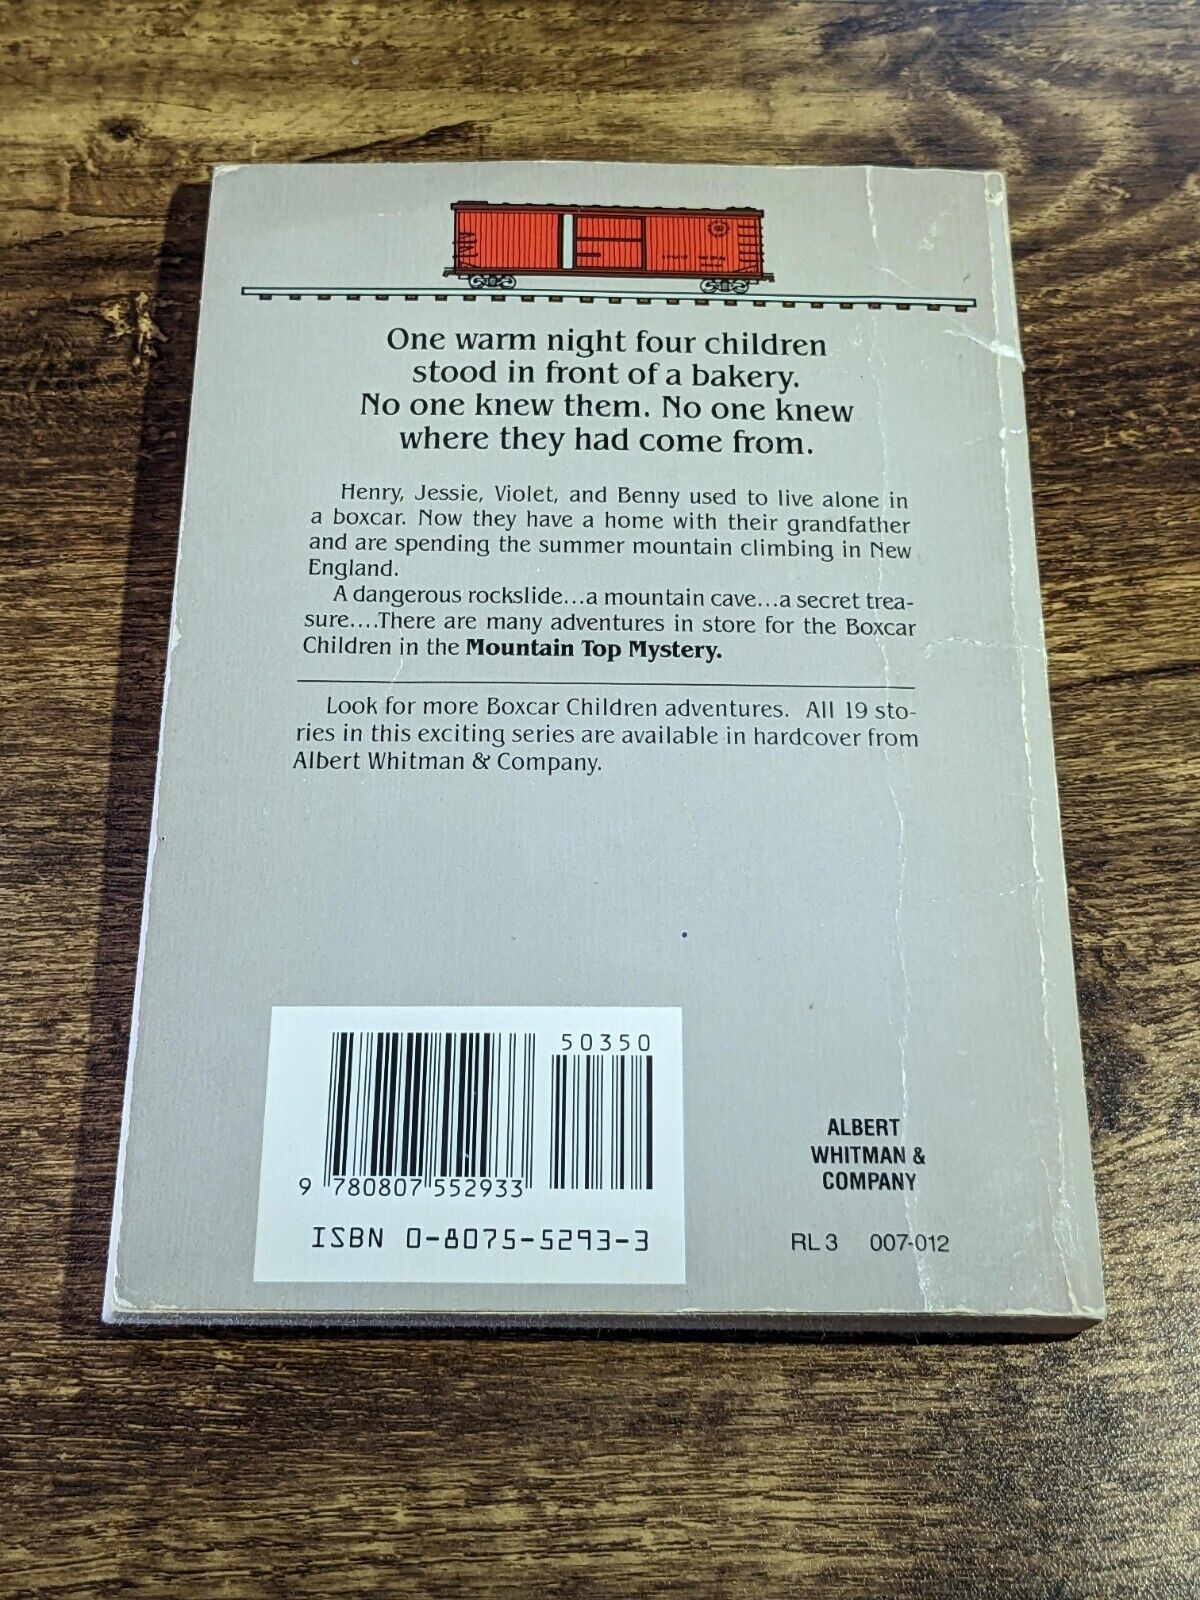 One warm night four children
stood in front of a bakery.
No one knew them. No one knew
where they had come from.
Henry, Jessie, Violet, and Benny used to live alone in
a boxcar. Now they have a home with their grandfather
and are spending the summer mountain climbing in New
England.
A dangerous rockslide...a mountain cave...a secret trea-
sure....There are many adventures in store for the Boxcar
Children in the Mountain Top Mystery.
Look for more Boxcar Children adventures. All 19 sto-
ries in this exciting series are available in hardcover from
Albert Whitman & Company.
50350
9 780807 552933
ISBN 0-8075-5293-3
ALBERT
WHITMAN &
COMPANY
RL 3 007-012